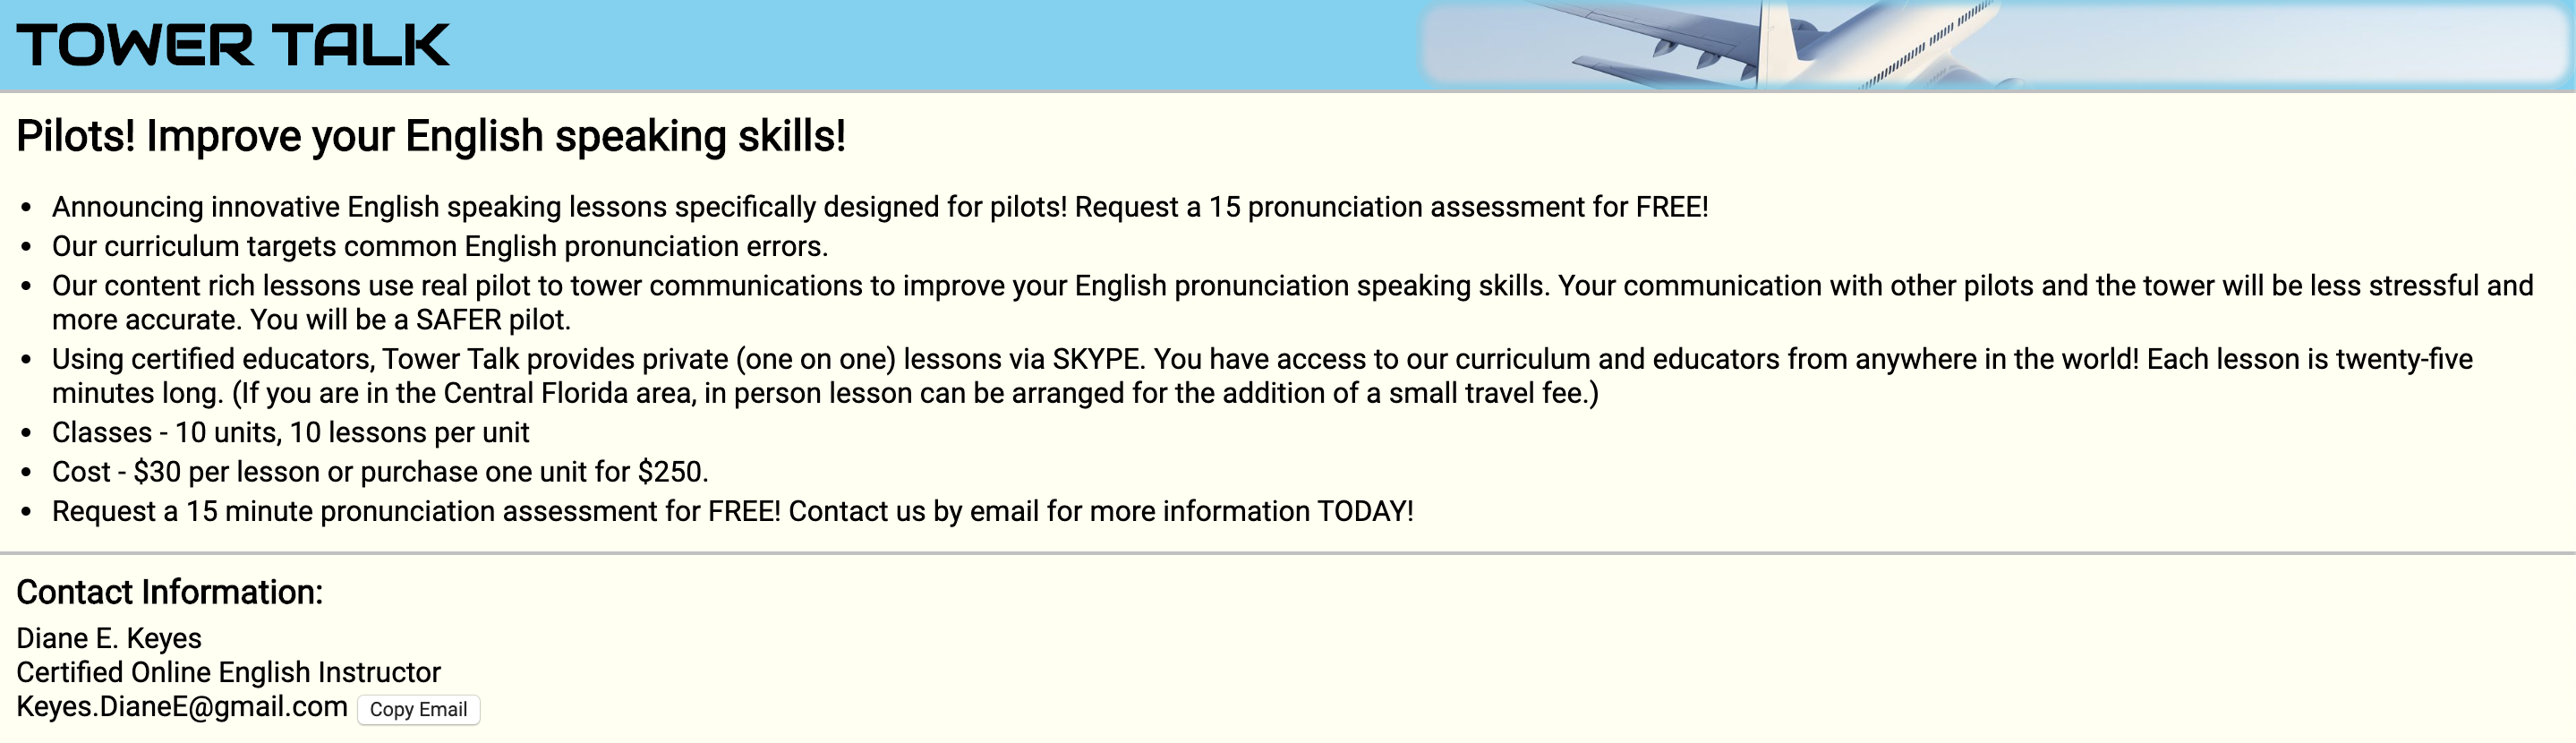 TOWER TALK
Pilots! Improve your English speaking skills!
• Announcing innovative English speaking lessons specifically designed for pilots! Request a 15 pronunciation assessment for FREE!
• Our curriculum targets common English pronunciation errors.
• Our content rich lessons use real pilot to tower communications to improve your English pronunciation speaking skills. Your communication with other pilots and the tower will be less stressful and
more accurate. You will be a SAFER pilot.
• Using certified educators, Tower Talk provides private (one on one) lessons via SKYPE. You have access to our curriculum and educators from anywhere in the world! Each lesson is twenty-five
minutes long. (If you are in the Central Florida area, in person lesson can be arranged for the addition of a small travel fee.)
• Classes - 10 units, 10 lessons per unit
• Cost - $30 per lesson or purchase one unit for $250.
• Request a 15 minute pronunciation assessment for FREE! Contact us by email for more information TODAY!
Contact Information:
Diane E. Keyes
Certified Online English Instructor
Keyes.DianeE@gmail.com Copy Email